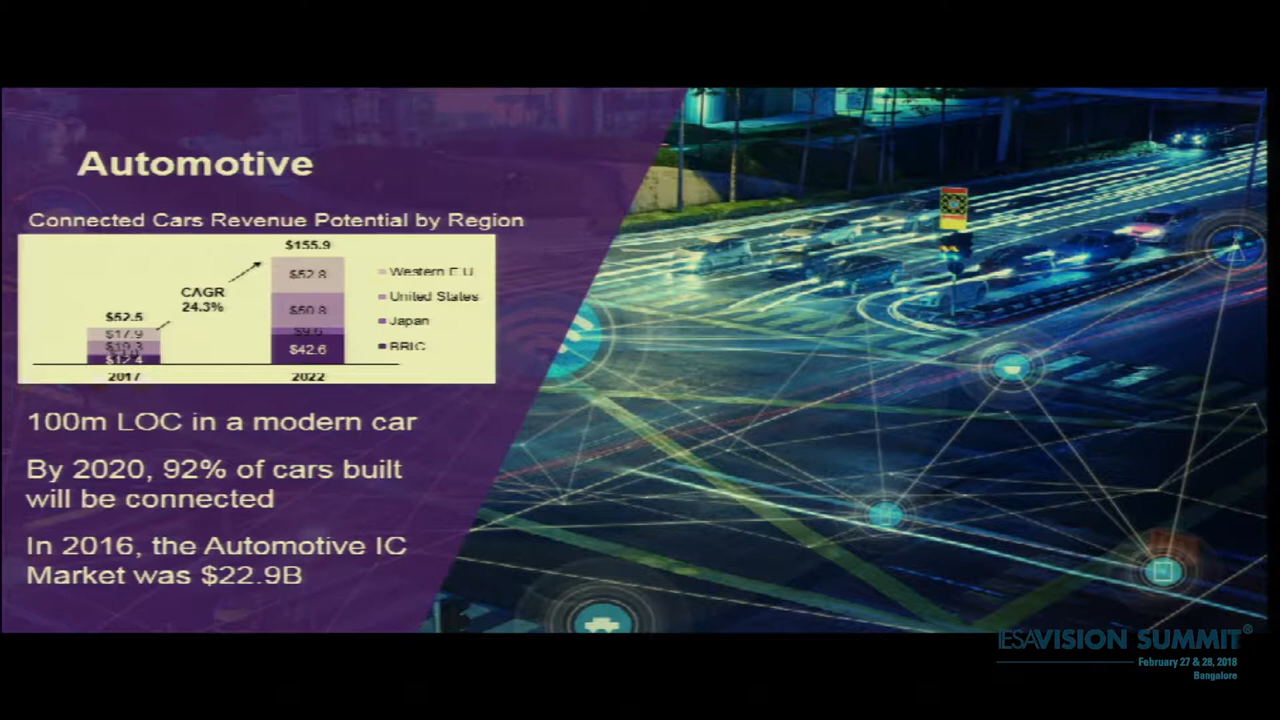 Automotive
Connected Cars Revenue Potential by Region
$155.9
$52.8
Western E.U.
CAGR
24.3%
$50.8
United States
$52.5
$17.9
$9.6
Japan
$19.3
$42.6
BRIC
$12.4
2017
2022
100m LOC in a modern car
By 2020, 92% of cars built
will be connected
In 2016, the Automotive IC
Market was $22.9B
IESAVISION SUMMIT®
February 27 & 28, 2018
Bangalore